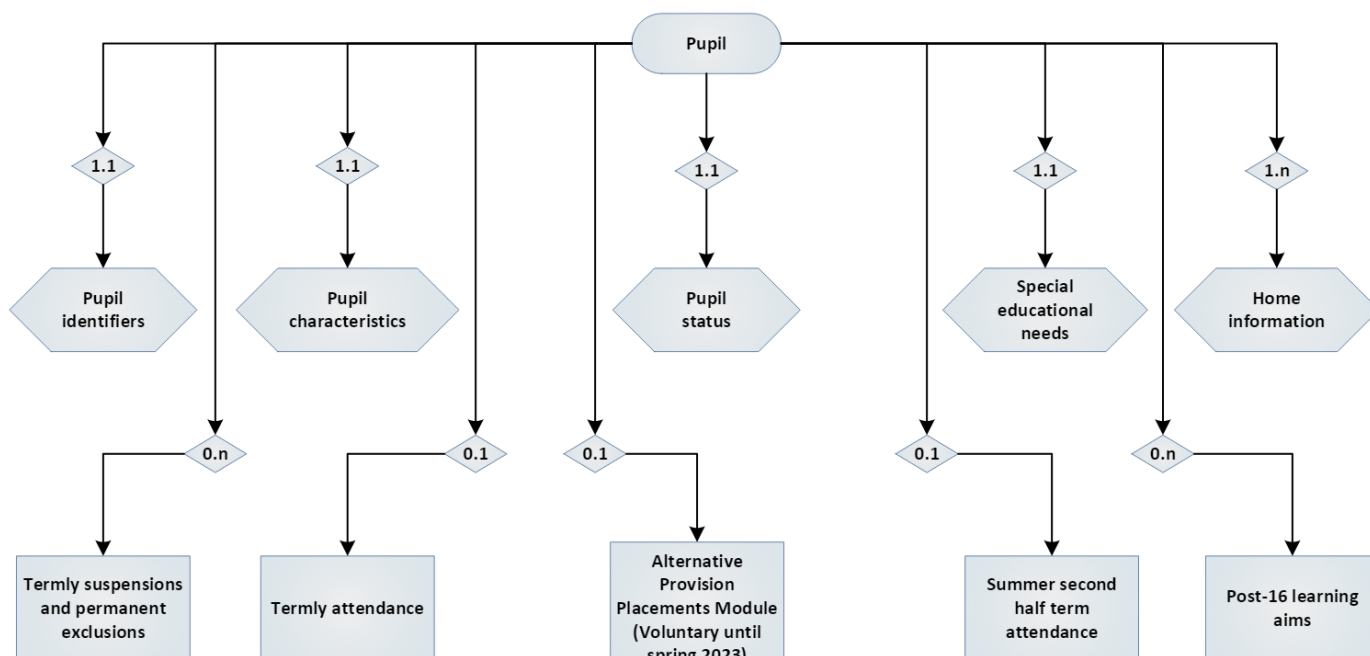 Pupil
1.1
1.1
1.1
1.1
1.n
Pupil
identifiers
Pupil
characteristics
Pupil
status
Special
educational
needs
Home
information
0.n
0.1
0.1
0.1
0.n
Termly suspensions
and permanent
exclusions
Termly attendance
Alternative
Provision
Placements Module
(Voluntary until
spring 2023)
Summer second
half term
attendance
Post-16 learning
aims